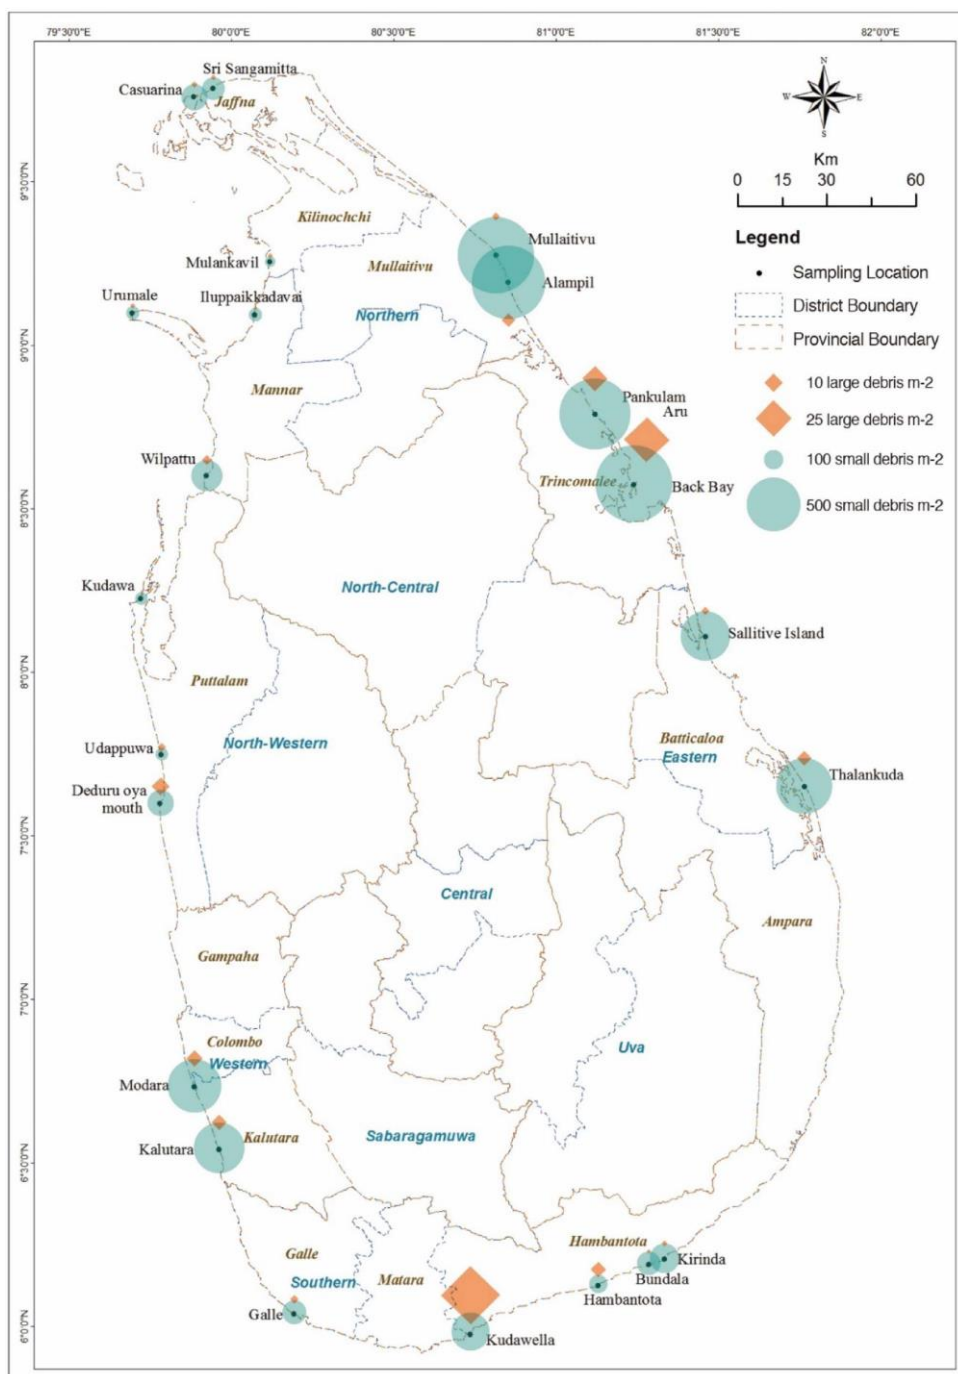 79°30'0"E 80°0'0"E 80°30'0"E 81°0'0"E 81°30'0"E 82°0'0"E
Sri Sangamitta
Casuarina
Jaffna
N
W E
S
Km
0 15 30 60
9°30'0"N
Kilinochchi
Mullaitivu
Legend
Mulankavil
Mullaitivu
Sampling Location
Alampil
Urumale
Iluppaikkadavai
District Boundary
Northern
Provincial Boundary
9°0'0"N
10 large debris m-2
Mannar
Pankulam
Aru
25 large debris m-2
Wilpattu
100 small debris m-2
Trincomalee
Back Bay
500 small debris m-2
8°30'0"N
Kudawa
North-Central
Sallitive Island
8°0'0"N
Puttalam
Udappuwa
North-Western
Batticaloa
Eastern
Thalankuda
Deduru oya
mouth
7°30'0"N
Central
Ampara
Gampaha
7°0'0"N
Colombo
Western
Uva
Modara
Kalutara
Kalutara
Sabaragamuwa
6°30'0"N
Hambantota
Galle
Kirinda
Matara
Southern
Bundala
Hambantota
Galle
6°0'0"N
Kudawella